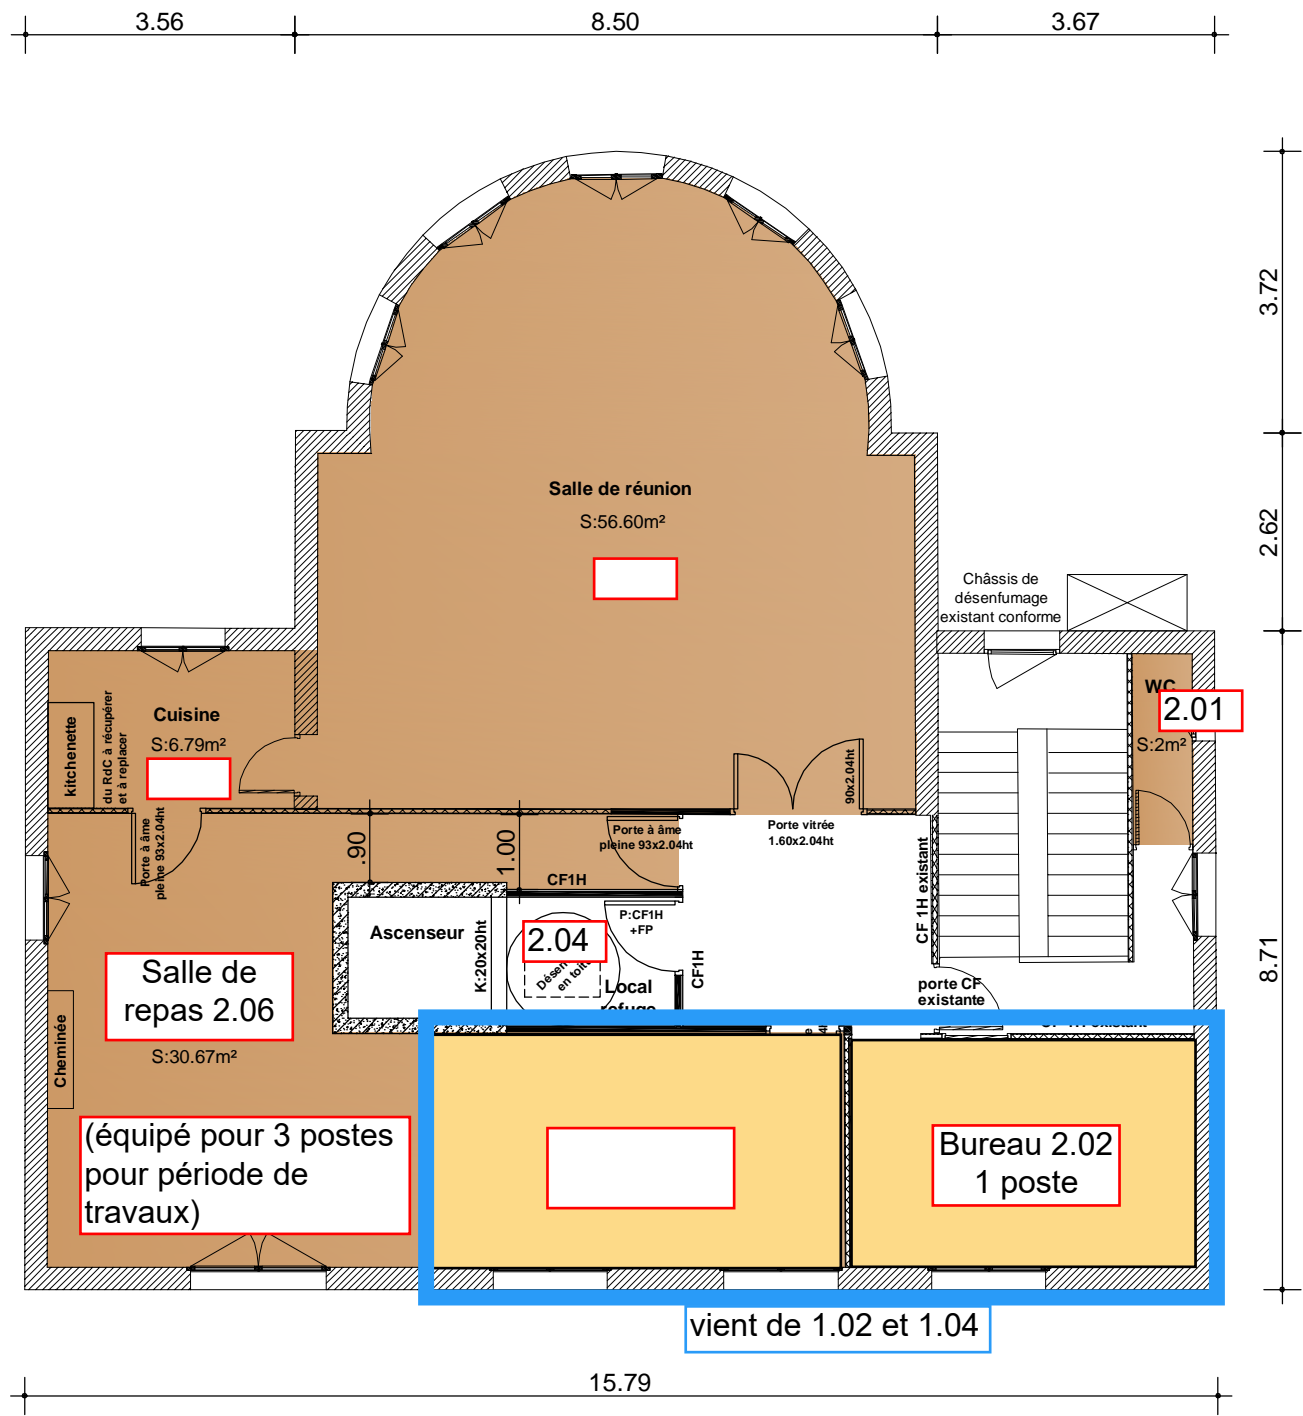 3.56
8.50
3.67
3.72
2.62
8.71
Salle de réunion
S:56.60m²
Châssis de
désenfumage
existant conforme
WC
2.01
S:2m²
Cuisine
S:6.79m²
kitchenette
du RdC à récupérer
et à replacer
Porte à âme
pleine 93x2.04ht
.90
1.00
Porte à âme
pleine 93x2.04ht
CF1H
Porte vitrée
1.60x2.04ht
90x2.04ht
CF 1H existant
Ascenseur
K:20x20ht
2.04
P:CF1H
+FP
en toiture
Local
refuge
CF1H
porte CF
existante
Salle de
repas 2.06
S:30.67m²
Cheminée
(équipé pour 3 postes
pour période de
travaux)
Bureau 2.02
1 poste
vient de 1.02 et 1.04
15.79